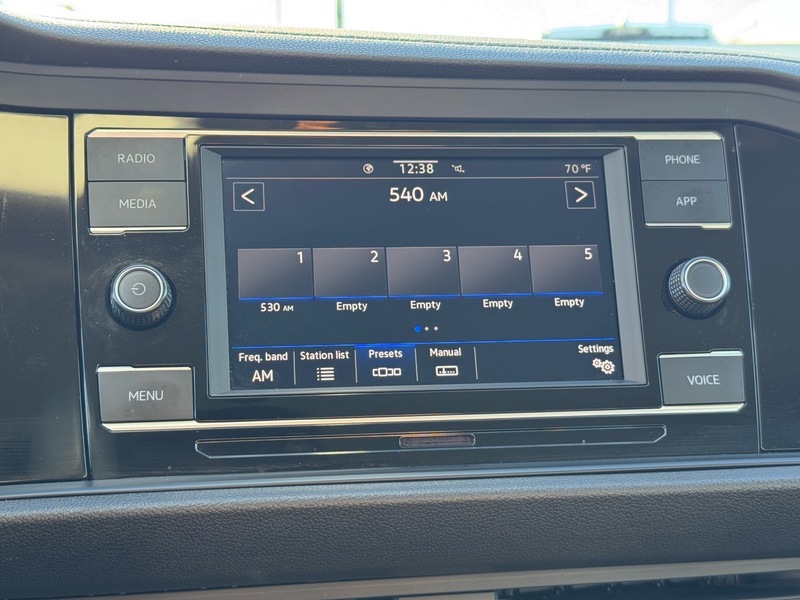 RADIO
MEDIA
MENU
12:38
70 °F
<
540 AM
>
1
2
3
4
5
530 AM
Empty
Empty
Empty
Empty
Freq. band
AM
Station list
Presets
Manual
Settings
PHONE
APP
VOICE